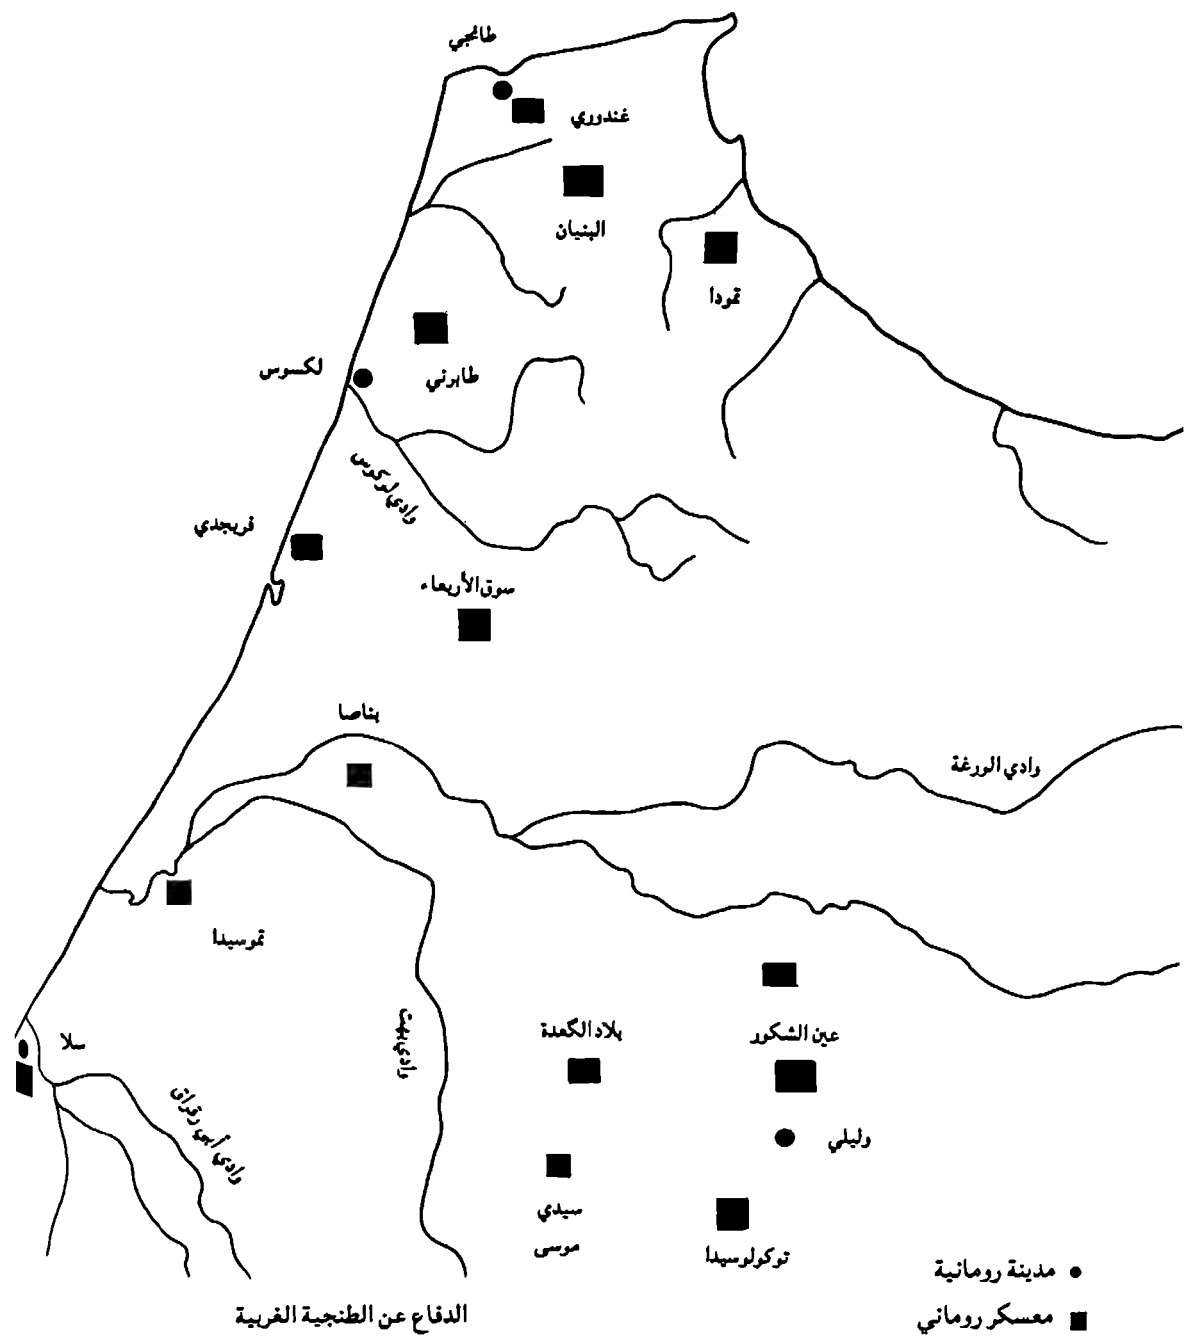 طانجي
غندوري
البنيان
تمودا
طابرني
لكسوس
وادي لوكوس
فريجدي
سوق الأربعاء
بناصا
وادي الورغة
تموسيدا
سلا
وادي بهت
وادي أبي رقراق
بلاد الگعدة
عين الشكور
وليلي
سيدي
موسى
توكولوسيدا
مدينة رومانية
معسكر روماني
الدفاع عن الطنجية الغربية